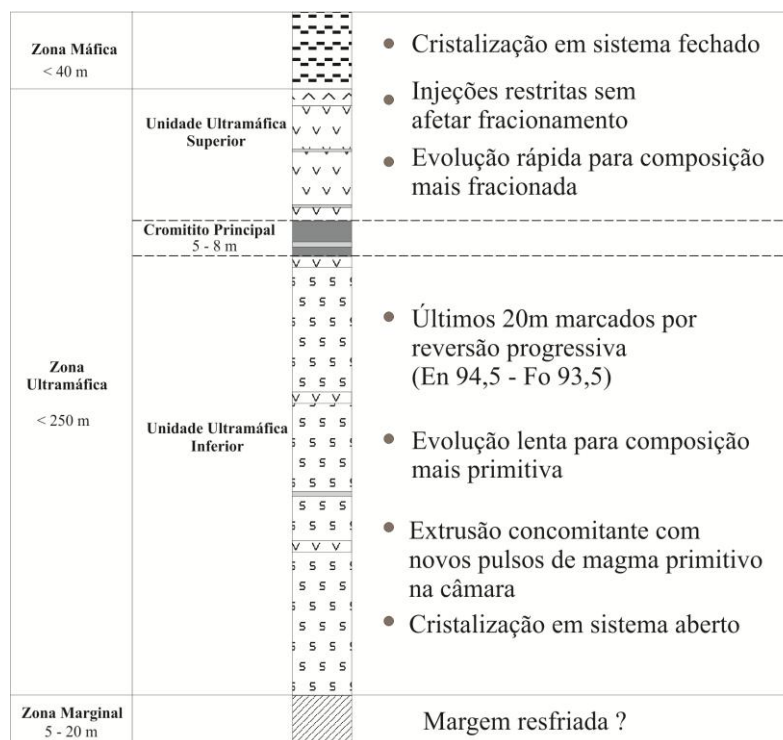 Zona Máfica
< 40 m
Cristalização em sistema fechado
Injeções restritas sem
afetar fracionamento
Unidade Ultramáfica
Superior
Evolução rápida para composição
mais fracionada
Cromitito Principal
5 - 8 m
Zona
Ultramáfica
< 250 m
Unidade Ultramáfica
Inferior
Últimos 20m marcados por
reversão progressiva
(En 94,5 - Fo 93,5)
Evolução lenta para composição
mais primitiva
Extrusão concomitante com
novos pulsos de magma primitivo
na câmara
Cristalização em sistema aberto
Zona Marginal
5 - 20 m
Margem resfriada ?